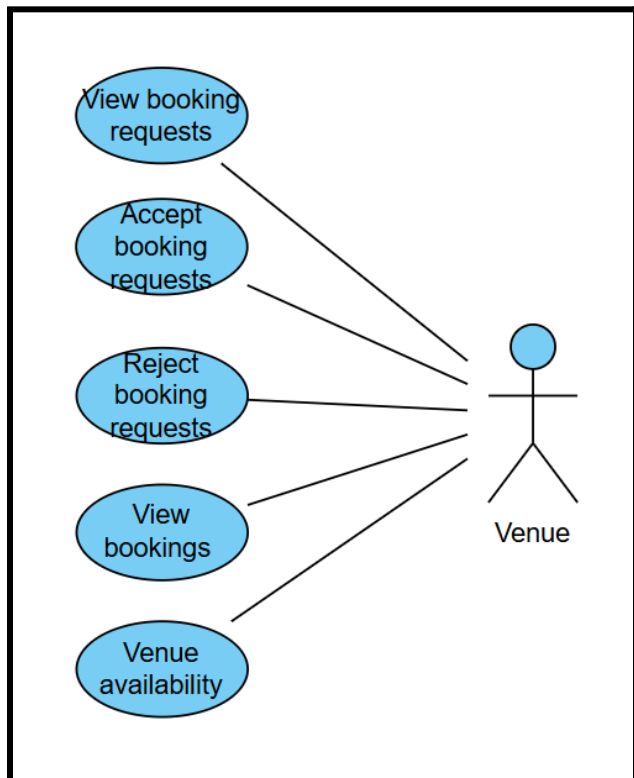 View booking
requests
Accept
booking
requests
Reject
booking
requests
View
bookings
Venue
availability
Venue